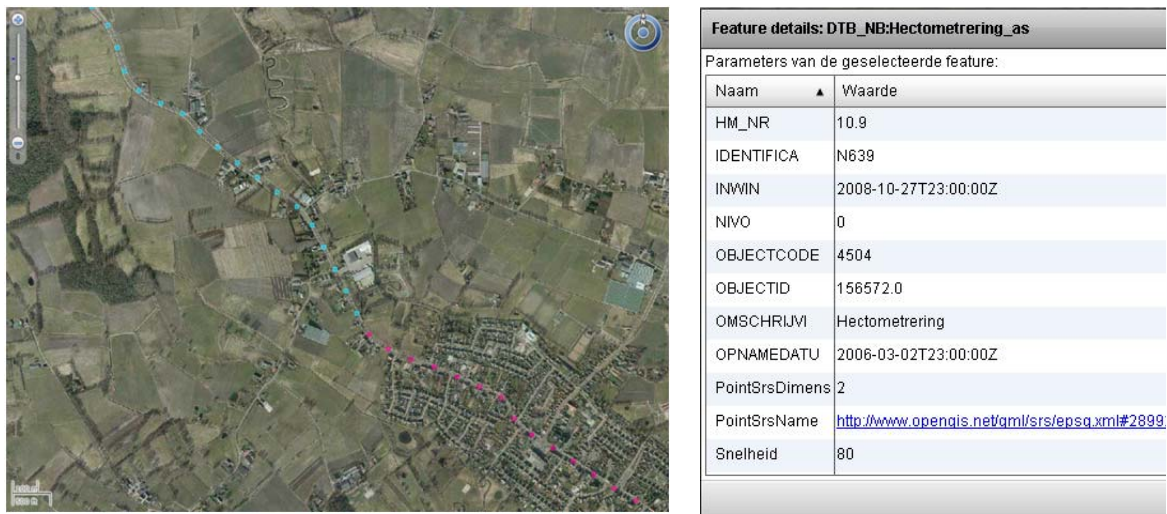 Feature details: DTB_NB:Hectometrering_as
Parameters van de geselecteerde feature:
Naam Waarde
HM_NR 10.9
IDENTIFICA N639
INWIN 2008-10-27T23:00:00Z
NIVO 0
OBJECTCODE 4504
OBJECTID 156572.0
OMSCHRIJVI Hectometrering
OPNAMEDATU 2006-03-02T23:00:00Z
PointSrsDimens 2
PointSrsName http://www.opengis.net/gml/srs/epsg.xml#2899
Snelheid 80